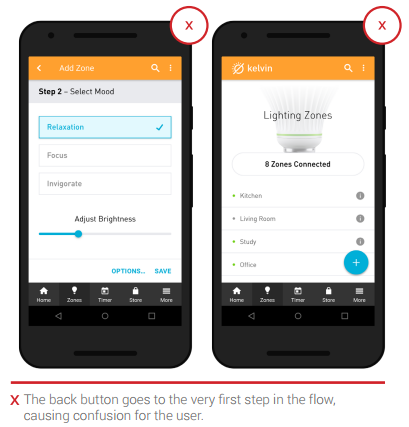 X
X
Add Zone
Step 2 – Select Mood
Relaxation
Focus
Invigorate
Adjust Brightness
OPTIONS... SAVE
Home Zones Timer Store More
kelvin
Lighting Zones
8 Zones Connected
Kitchen
Living Room
Study
Office
+
Home Zones Timer Store More
X The back button goes to the very first step in the flow,
causing confusion for the user.